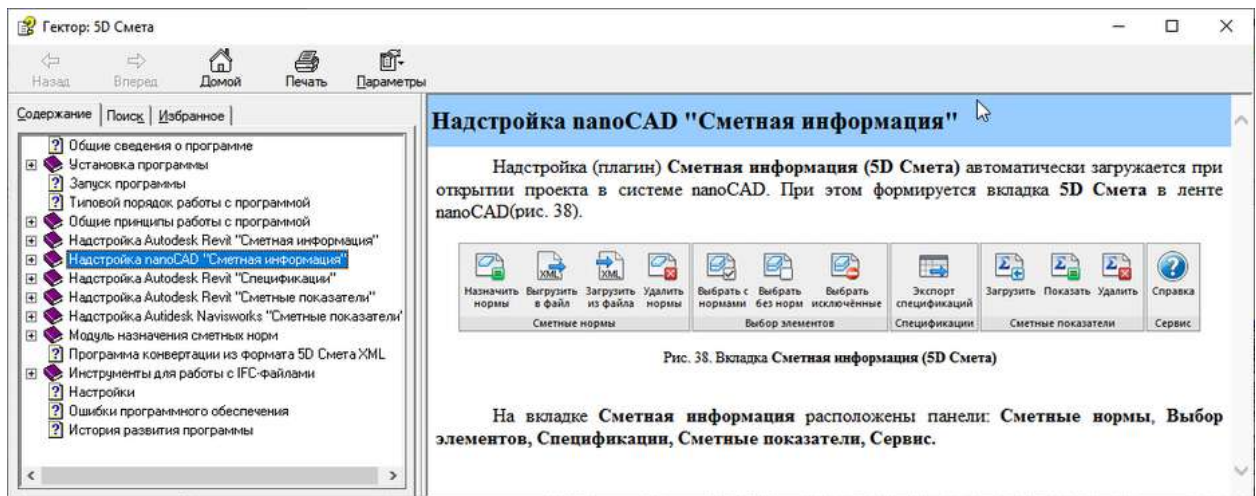 Гектор: 5D Смета
Назад Вперед Домой Печать Параметры
Содержание Поиск Избранное
Общие сведения о программе
Установка программы
Запуск программы
Типовой порядок работы с программой
Общие принципы работы с программой
Надстройка Autodesk Revit "Сметная информация"
Надстройка nanoCAD "Сметная информация"
Надстройка Autodesk Revit "Спецификации"
Надстройка Autodesk Revit "Сметные показатели"
Надстройка Autidesk Navisworks "Сметные показатели"
Модуль назначения сметных норм
Программа конвертации из формата 5D Смета XML
Инструменты для работы с IFC-файлами
Настройки
Ошибки программного обеспечения
История развития программы
Надстройка nanoCAD "Сметная информация"
Надстройка (плагин) Сметная информация (5D Смета) автоматически загружается при
открытии проекта в системе nanoCAD. При этом формируется вкладка 5D Смета в ленте
nanoCAD(рис. 38).
XML XML
Назначить Выгрузить Загрузить Удалить Выбрать с Выбрать Выбрать Экспорт Загрузить Показать Удалить Справка
нормы в файл из файла нормы нормами без норм исключённые спецификаций
Сметные нормы Выбор элементов Спецификации Сметные показатели Сервис
Рис. 38. Вкладка Сметная информация (5D Смета)
На вкладке Сметная информация расположены панели: Сметные нормы, Выбор
элементов, Спецификации, Сметные показатели, Сервис.